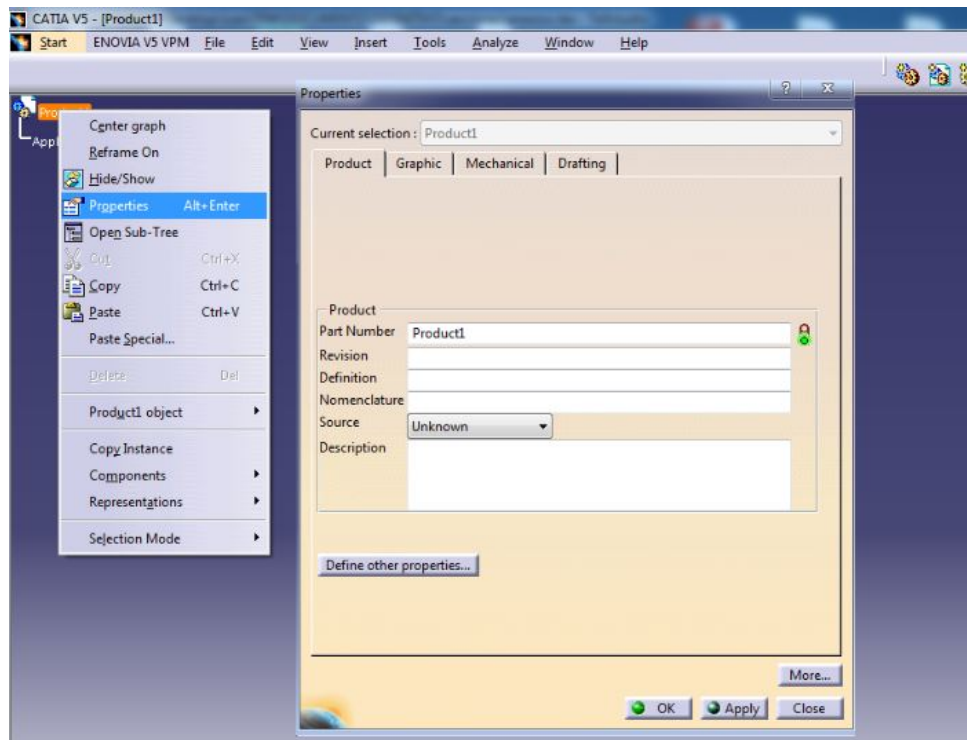 CATIA V5 - [Product1]
Start ENOVIA V5 VPM File Edit View Insert Tools Analyze Window Help
Properties
Current selection : Product1
Product Graphic Mechanical Drafting
Center graph
Reframe On
Hide/Show
Properties Alt+Enter
Open Sub-Tree
Cut Ctrl+X
Copy Ctrl+C
Paste Ctrl+V
Paste Special...
Delete Del
Product1 object
Copy Instance
Components
Representations
Selection Mode
Product
Part Number Product1
Revision
Definition
Nomenclature
Source Unknown
Description
Define other properties...
More...
OK Apply Close